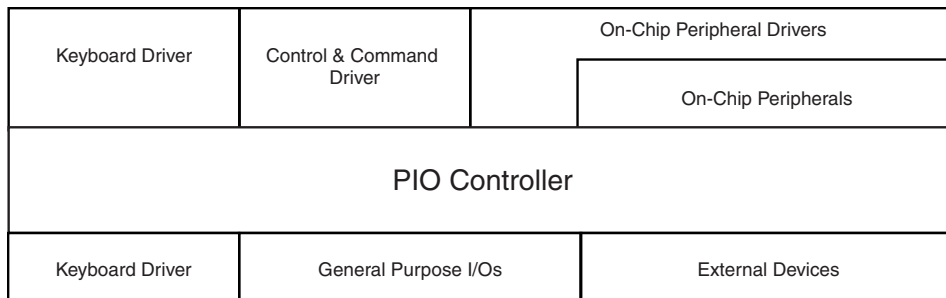 Keyboard Driver
Control & Command
Driver
On-Chip Peripheral Drivers
On-Chip Peripherals
PIO Controller
Keyboard Driver
General Purpose I/Os
External Devices